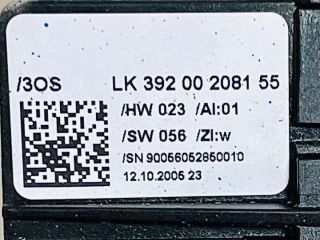 /3OS LK 392 00 2081 55
/HW 023 /AI:01
/SW 056 /ZI:w
/SN 90056052850010
12.10.2005 23